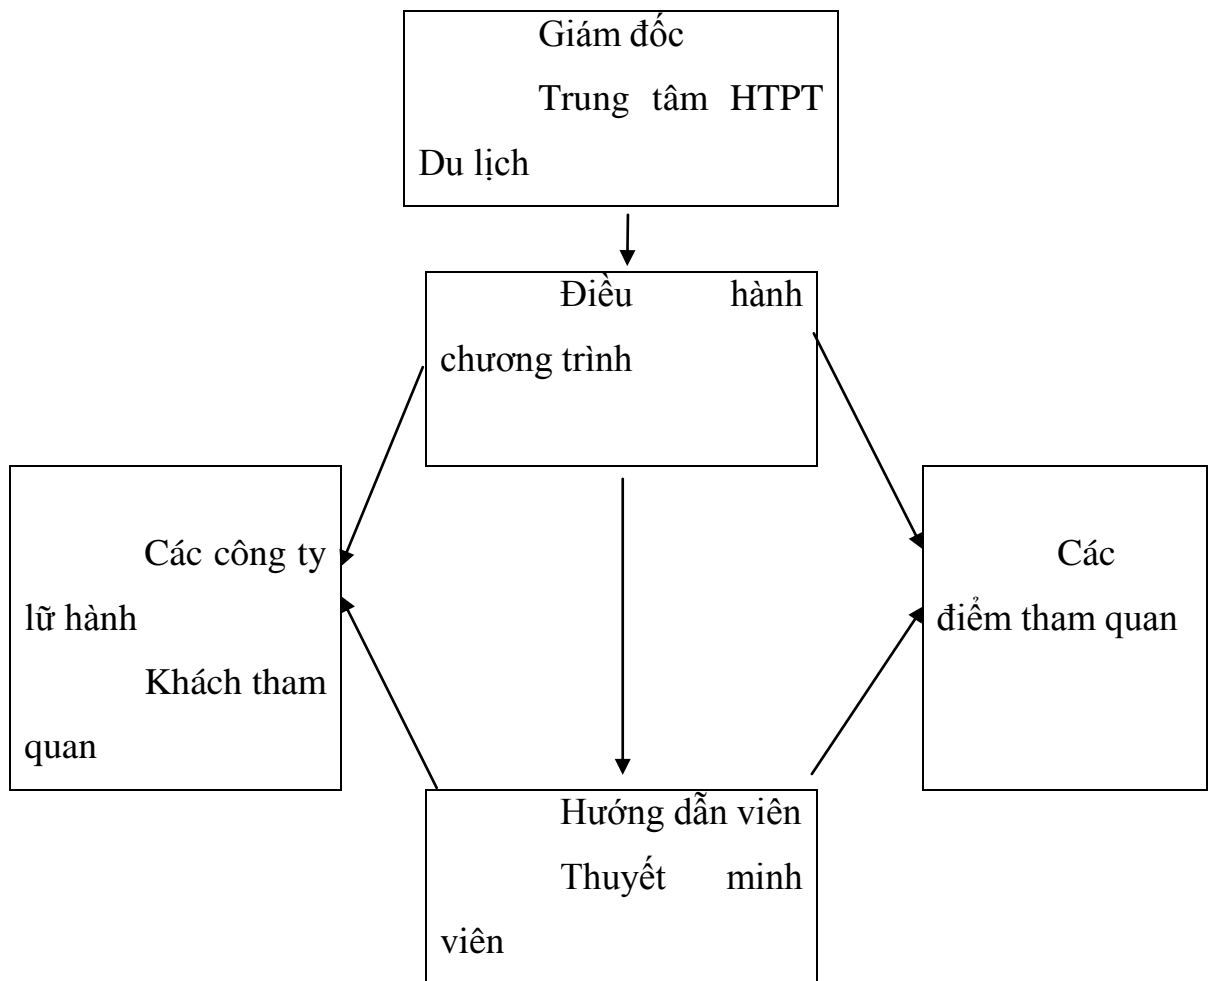 Giám đốc
Trung tâm HTPT
Du lịch
Điều hành
chương trình
Các công ty
lữ hành
Khách tham
quan
Các
điểm tham quan
Hướng dẫn viên
Thuyết minh
viên